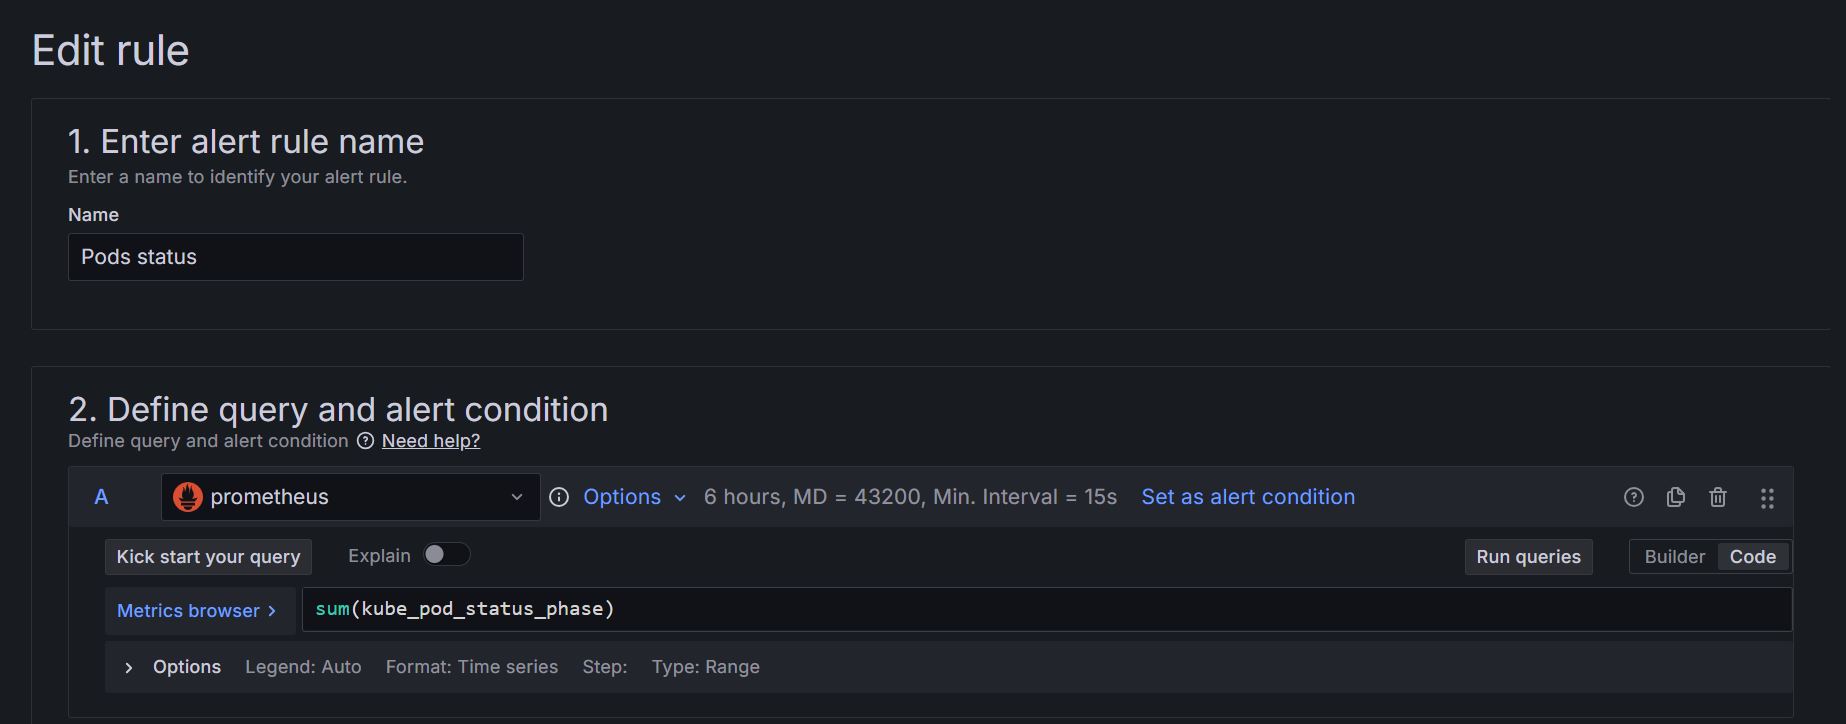 Edit rule
1. Enter alert rule name
Enter a name to identify your alert rule.
Name
Pods status
2. Define query and alert condition
Define query and alert condition Need help?
A prometheus Options 6 hours, MD = 43200, Min. Interval = 15s Set as alert condition
Kick start your query Explain Run queries Builder Code
Metrics browser > sum(kube_pod_status_phase)
> Options Legend: Auto Format: Time series Step: Type: Range